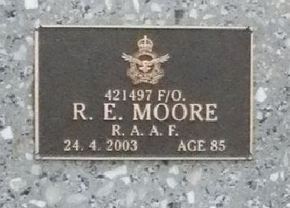 421497 F/O.
R. E. MOORE
R. A. A. F.
24. 4. 2003 AGE 85